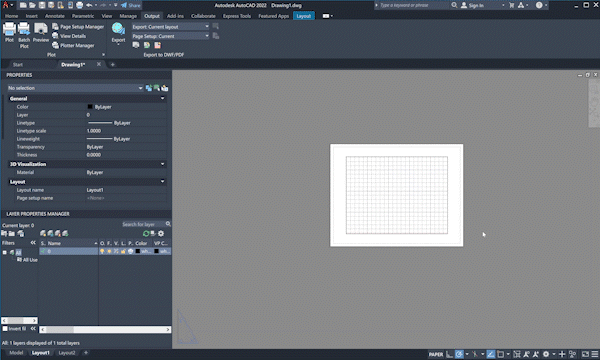 Autodesk AutoCAD 2022 Drawing1.dwg
Type a keyword or phrase
Sign In
Home Insert Annotate Parametric View Manage Output Add-ins Collaborate Express Tools Featured Apps Layout
Plot
Batch Plot
Preview
Page Setup Manager
View Details
Plotter Manager
Export
Export: Current layout
Page Setup: Current
Plot
Export to DWF/PDF
Start
Drawing1*
PROPERTIES
No selection
General
Color ByLayer
Layer 0
Linetype ByLayer
Linetype scale 1.0000
Lineweight ByLayer
Transparency ByLayer
Thickness 0.0000
3D Visualization
Material ByLayer
Layout
Layout name Layout1
Page setup name <None>
LAYER PROPERTIES MANAGER
Current layer: 0
Search for layer
Filters
S.. Name O. F. V. L. P.. Color VP C...
All
All Use
0
Invert fil
All: 1 layers displayed of 1 total layers
Model Layout1 Layout2 +
PAPER